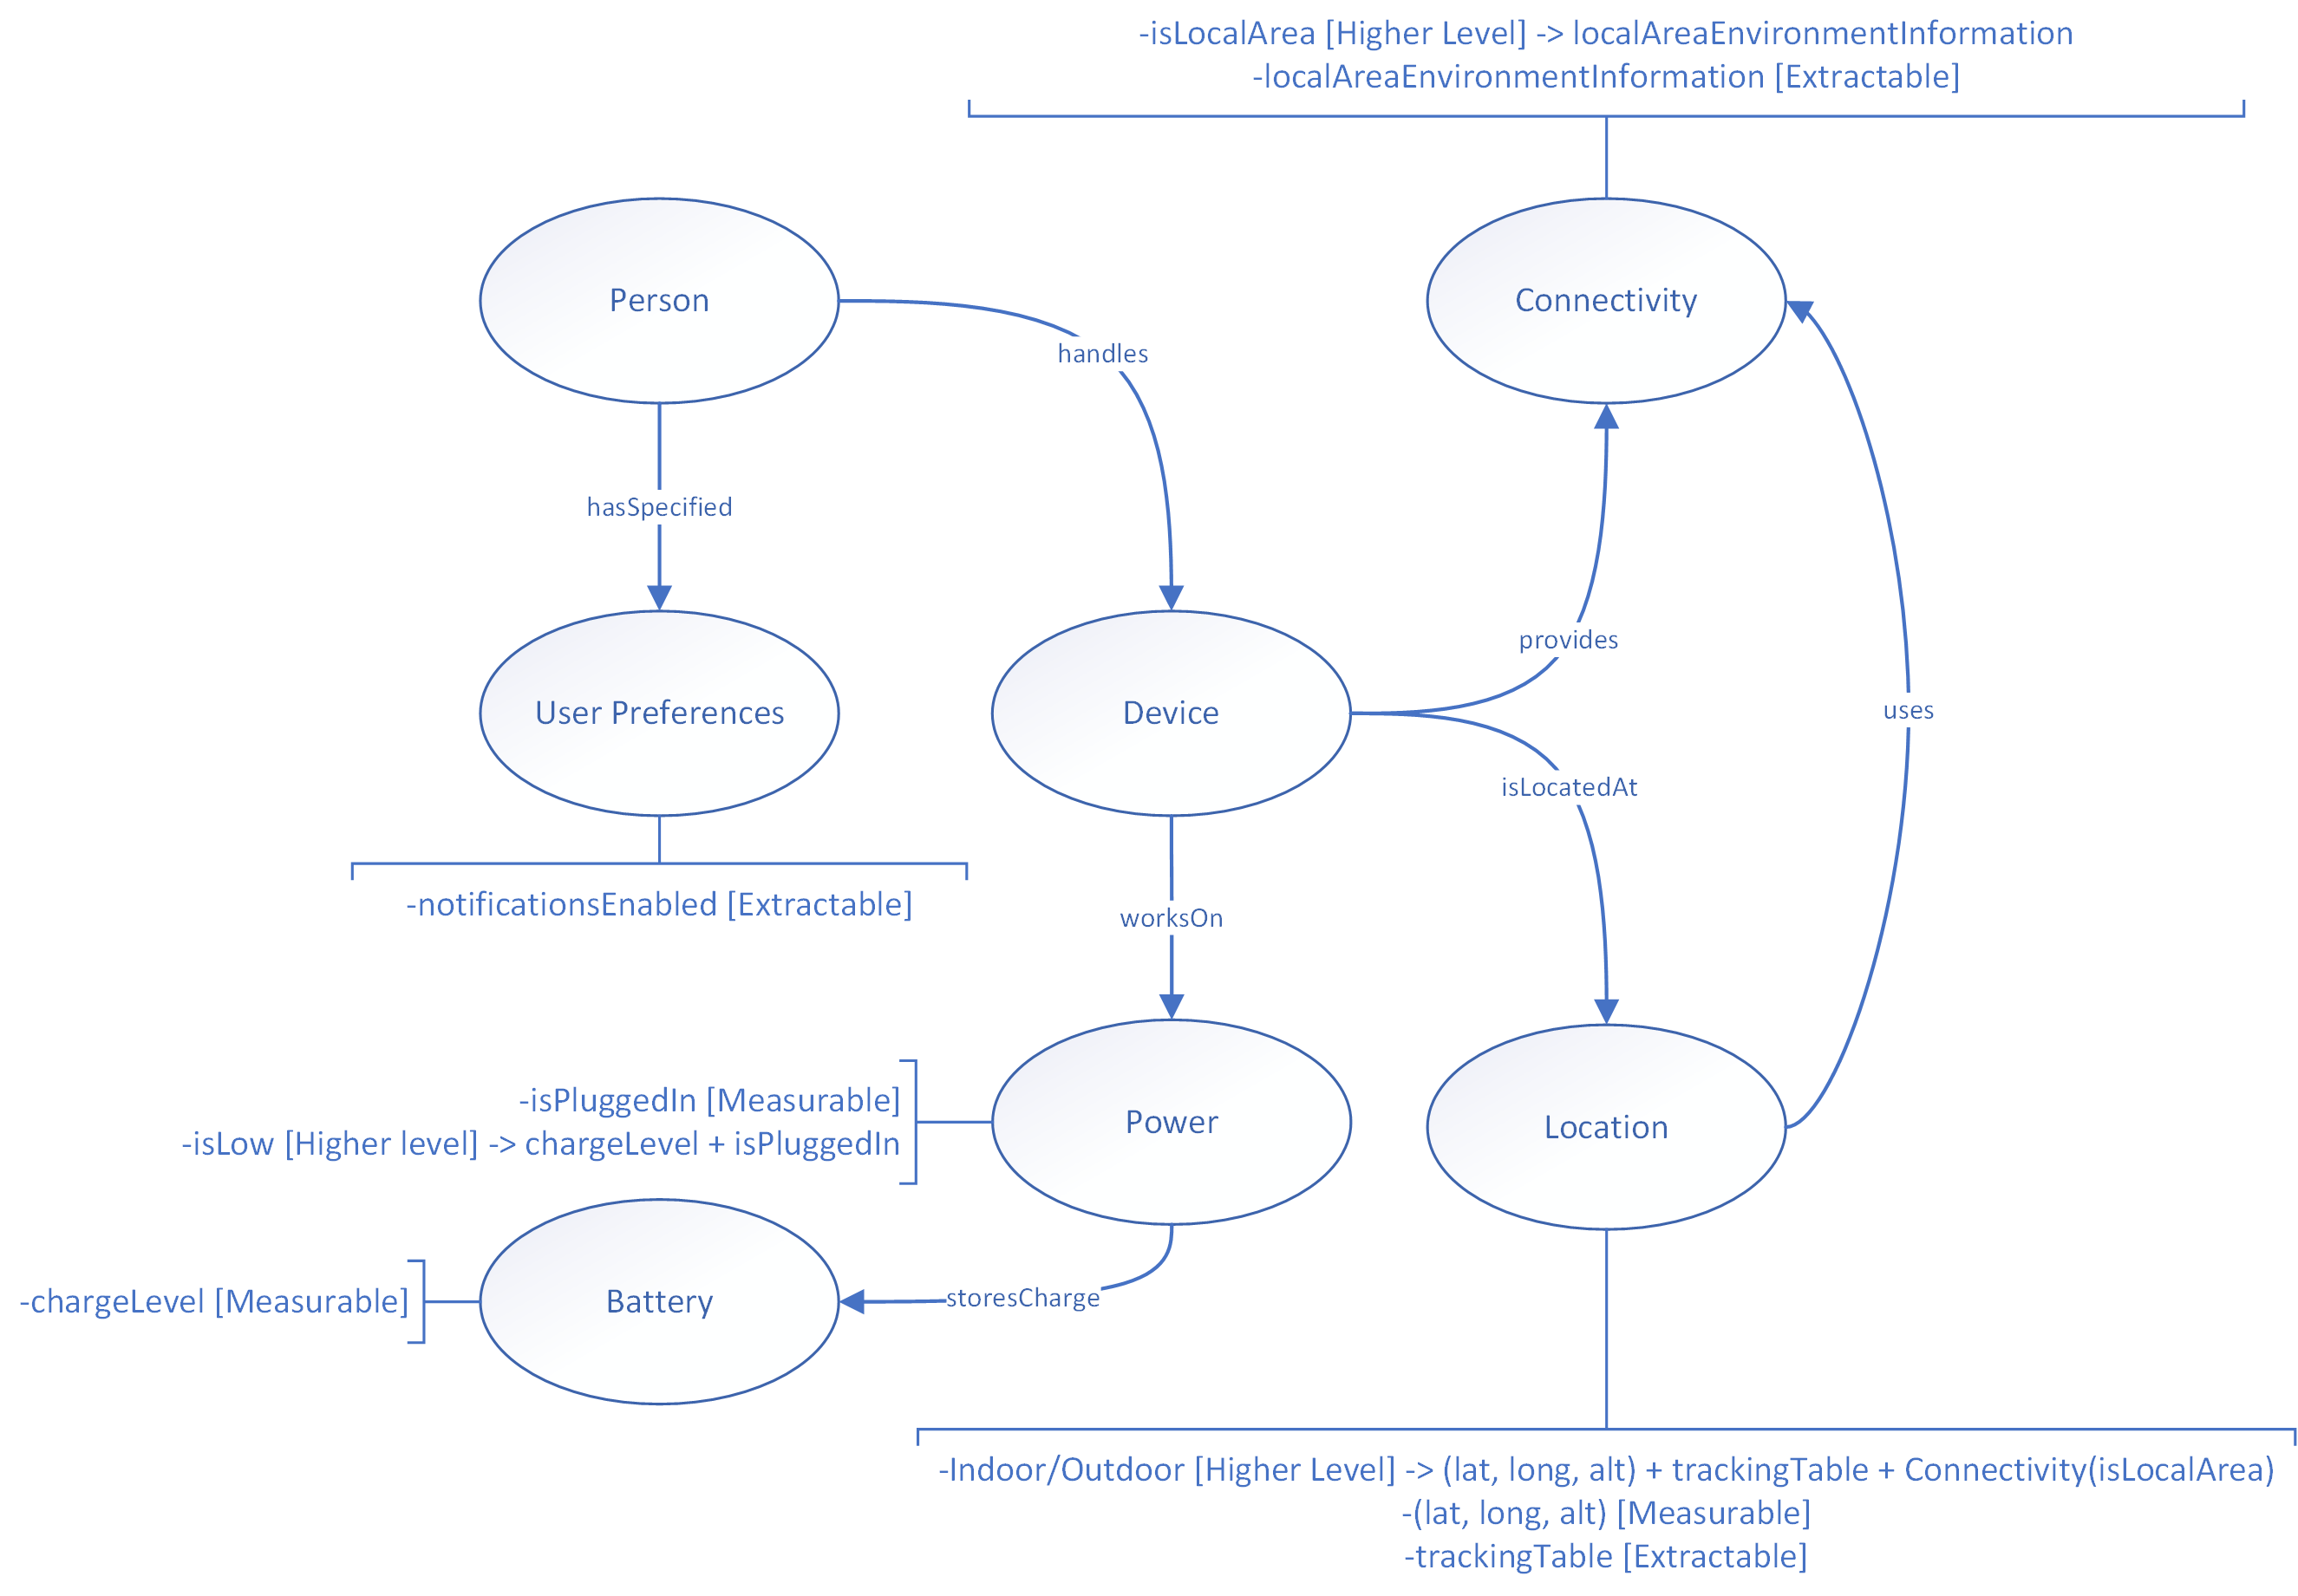 -isLocalArea [Higher Level] -> localAreaEnvironmentInformation
-localAreaEnvironmentInformation [Extractable]
Person
Connectivity
handles
hasSpecified
provides
User Preferences
Device
uses
isLocatedAt
-notificationsEnabled [Extractable]
worksOn
-isPluggedIn [Measurable]
-isLow [Higher level] -> chargeLevel + isPluggedIn
Power
Location
-chargeLevel [Measurable]
Battery
storesCharge
-Indoor/Outdoor [Higher Level] -> (lat, long, alt) + trackingTable + Connectivity(isLocalArea)
-(lat, long, alt) [Measurable]
-trackingTable [Extractable]